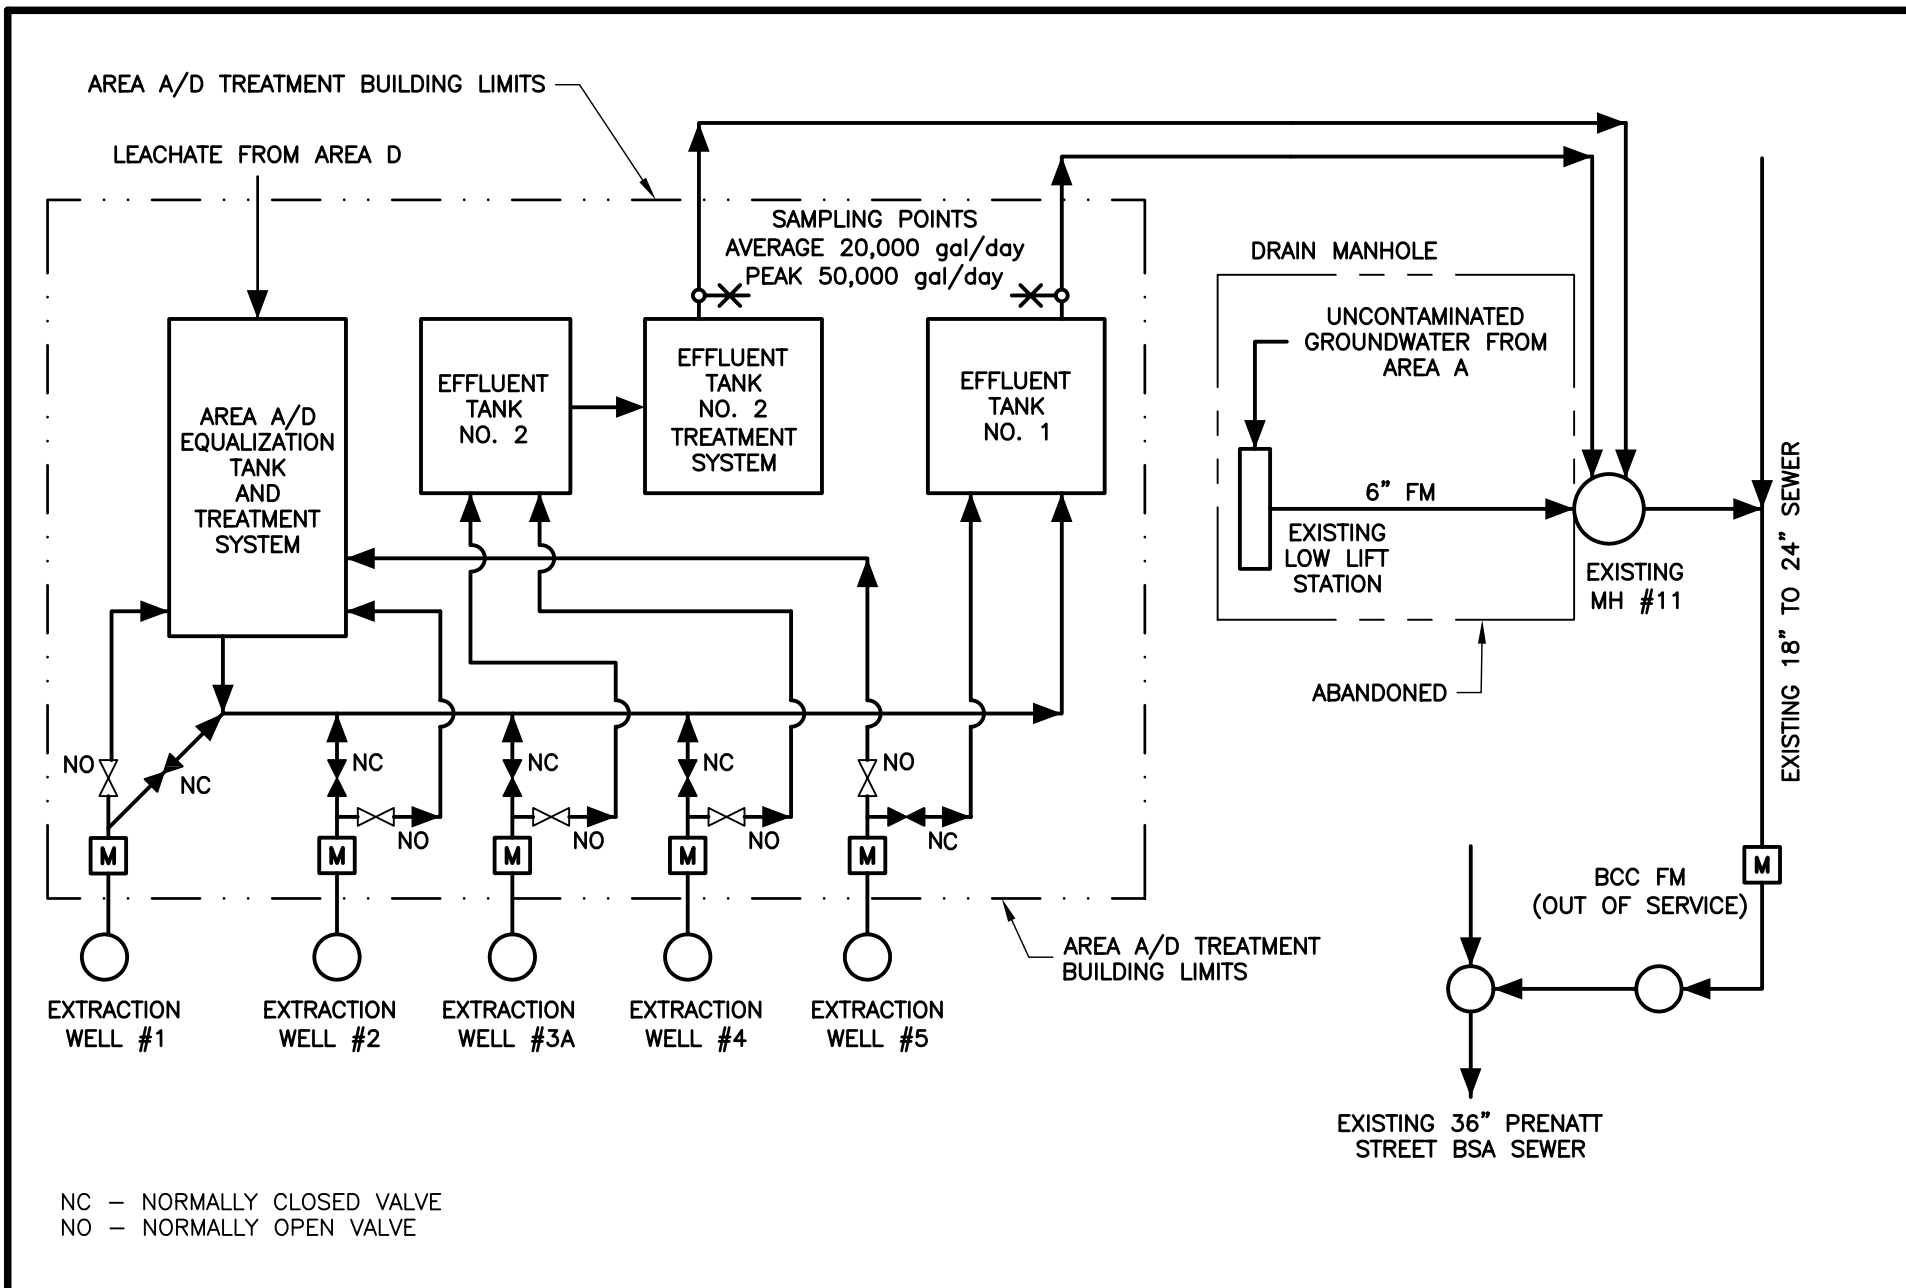 AREA A/D TREATMENT BUILDING LIMITS
LEACHATE FROM AREA D
SAMPLING POINTS
AVERAGE 20,000 gal/day
PEAK 50,000 gal/day
DRAIN MANHOLE
UNCONTAMINATED
GROUNDWATER FROM
AREA A
AREA A/D
EQUALIZATION
TANK
AND
TREATMENT
SYSTEM
EFFLUENT
TANK
NO. 2
EFFLUENT
TANK
NO. 2
TREATMENT
SYSTEM
EFFLUENT
TANK
NO. 1
6" FM
EXISTING
LOW LIFT
STATION
EXISTING
MH #11
EXISTING 18" TO 24" SEWER
ABANDONED
NO
NC
NC
NO
NC
NO
NC
NO
NO
NC
M
M
M
M
M
M
BCC FM
(OUT OF SERVICE)
AREA A/D TREATMENT
BUILDING LIMITS
EXTRACTION
WELL #1
EXTRACTION
WELL #2
EXTRACTION
WELL #3A
EXTRACTION
WELL #4
EXTRACTION
WELL #5
EXISTING 36" PRENATT
STREET BSA SEWER
NC – NORMALLY CLOSED VALVE
NO – NORMALLY OPEN VALVE